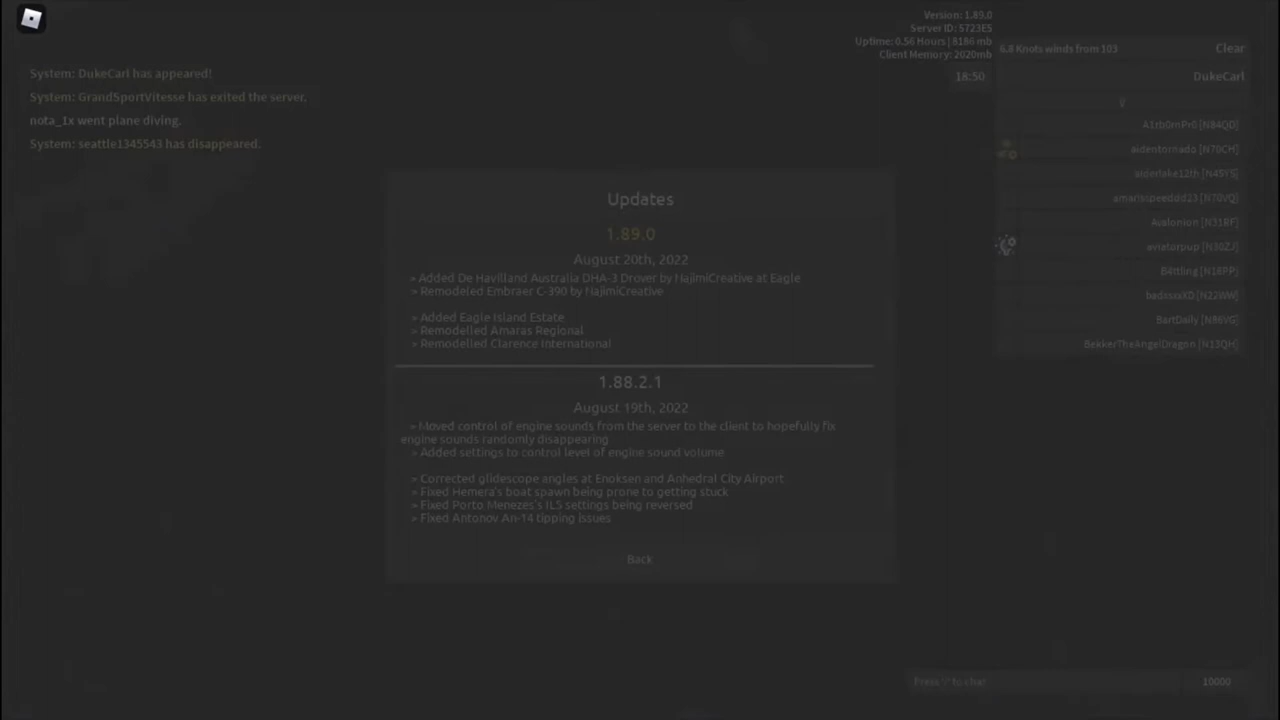 Version: 1.89.0
Server ID: 5723E5
Uptime: 0.56 Hours | 8186 mb
Client Memory: 2020mb
6.8 Knots winds from 103
Clear
18:50
DukeCarl
System: DukeCarl has appeared!
System: GrandSportVitesse has exited the server.
nota_1x went plane diving.
System: seattle1345543 has disappeared.
A1rb0rnPr0 [N84QD]
aidentornado [N70CH]
aiderlake12th [N45YS]
amarispeeddd23 [N70VQ]
Avalonion [N31RF]
aviatorpup [N30ZJ]
B4ttling [N18PP]
badsxxXD [N22WW]
BartDaily [N86VG]
BekkerTheAngelDragon [N13QH]
Updates
1.89.0
August 20th, 2022
» Added De Havilland Australia DHA-3 Drover by NajimiCreative at Eagle
» Remodeled Embraer C-390 by NajimiCreative
» Added Eagle Island Estate
» Remodelled Amaras Regional
» Remodelled Clarence International
1.88.2.1
August 19th, 2022
» Moved control of engine sounds from the server to the client to hopefully fix
engine sounds randomly disappearing
» Added settings to control level of engine sound volume
» Corrected glidescope angles at Enoksen and Anhedral City Airport
» Fixed Hemera's boat spawn being prone to getting stuck
» Fixed Porto Menezes's ILS settings being reversed
» Fixed Antonov An-14 tipping issues
Back
Press '/' to chat
10000